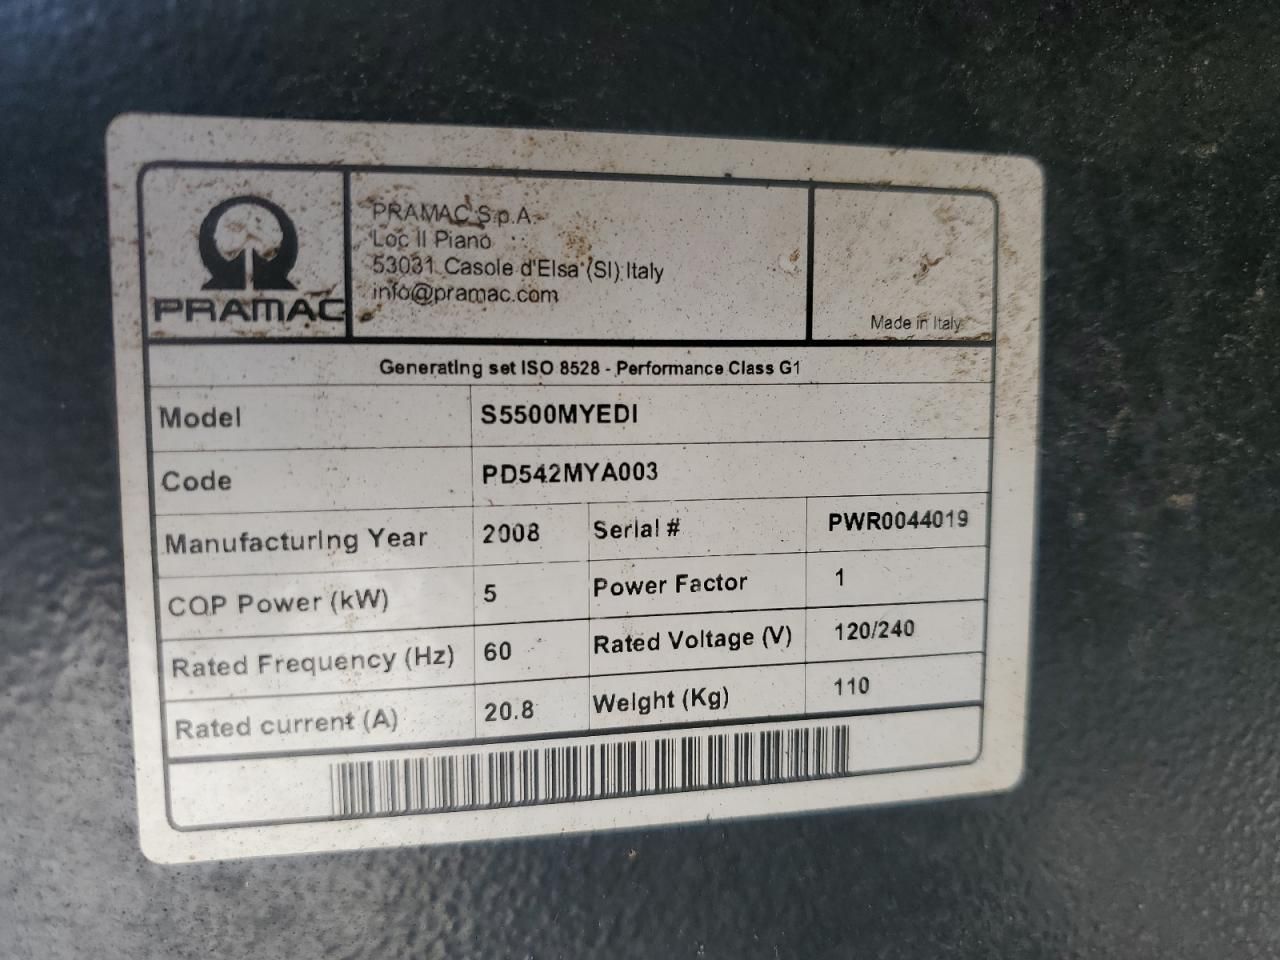 PRAMAC
PRAMAC S.p.A.
Loc Il Piano
53031 Casole d'Elsa (SI) Italy
info@pramac.com
Made in Italy
Generating set ISO 8528 - Performance Class G1
Model S5500MYEDI
Code PD542MYA003
Manufacturing Year 2008 Serial # PWR0044019
COP Power (kW) 5 Power Factor 1
Rated Frequency (Hz) 60 Rated Voltage (V) 120/240
Rated current (A) 20.8 Weight (Kg) 110